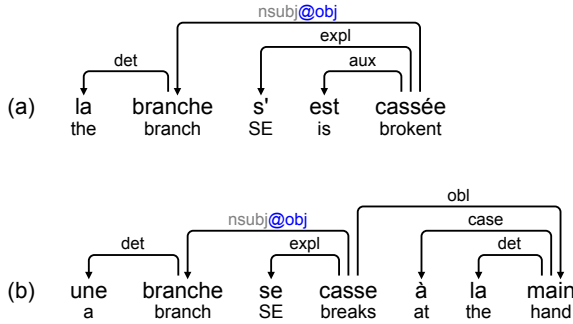 nsubj@obj
expl
det aux
(a) la branche s' est cassée
the branch SE is brokent
obl
nsubj@obj case
det expl det
(b) une branche se casse à la main
a branch SE breaks at the hand